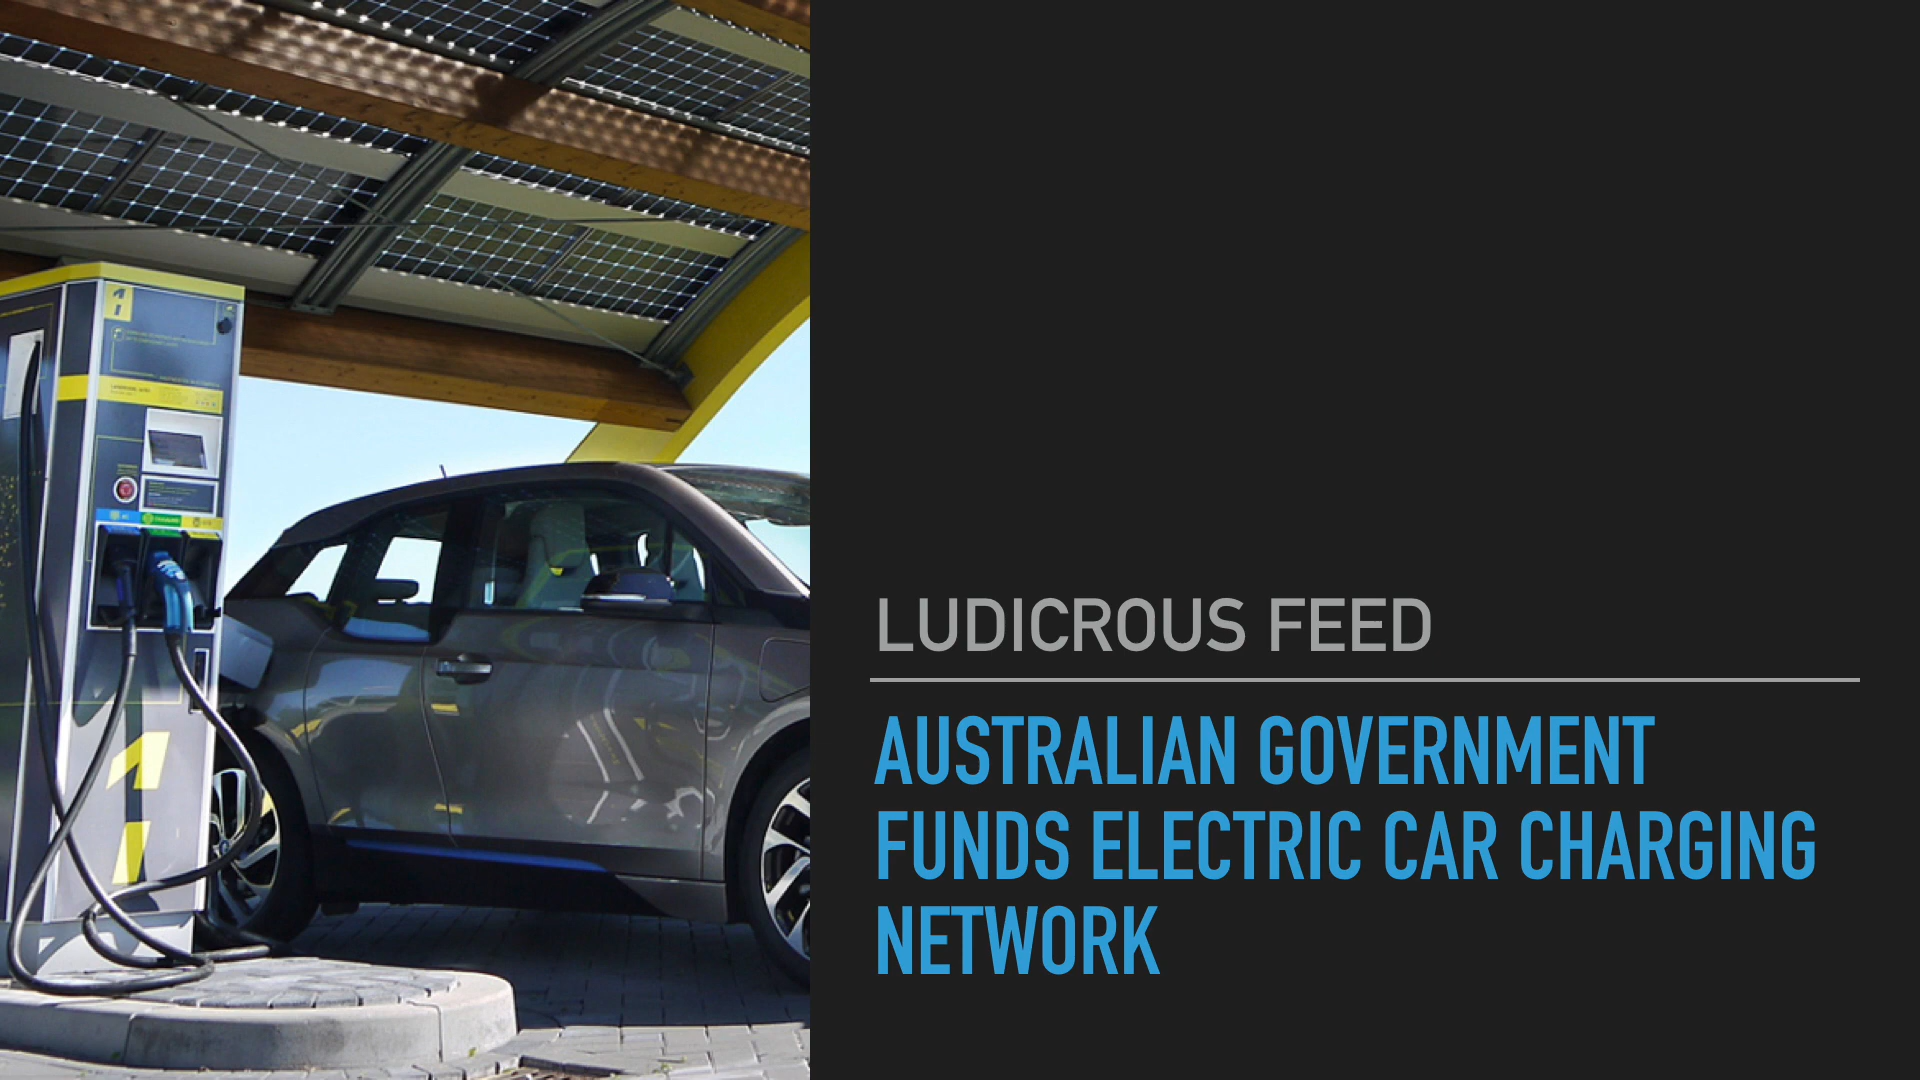 LUDICROUS FEED
AUSTRALIAN GOVERNMENT
FUNDS ELECTRIC CAR CHARGING
NETWORK